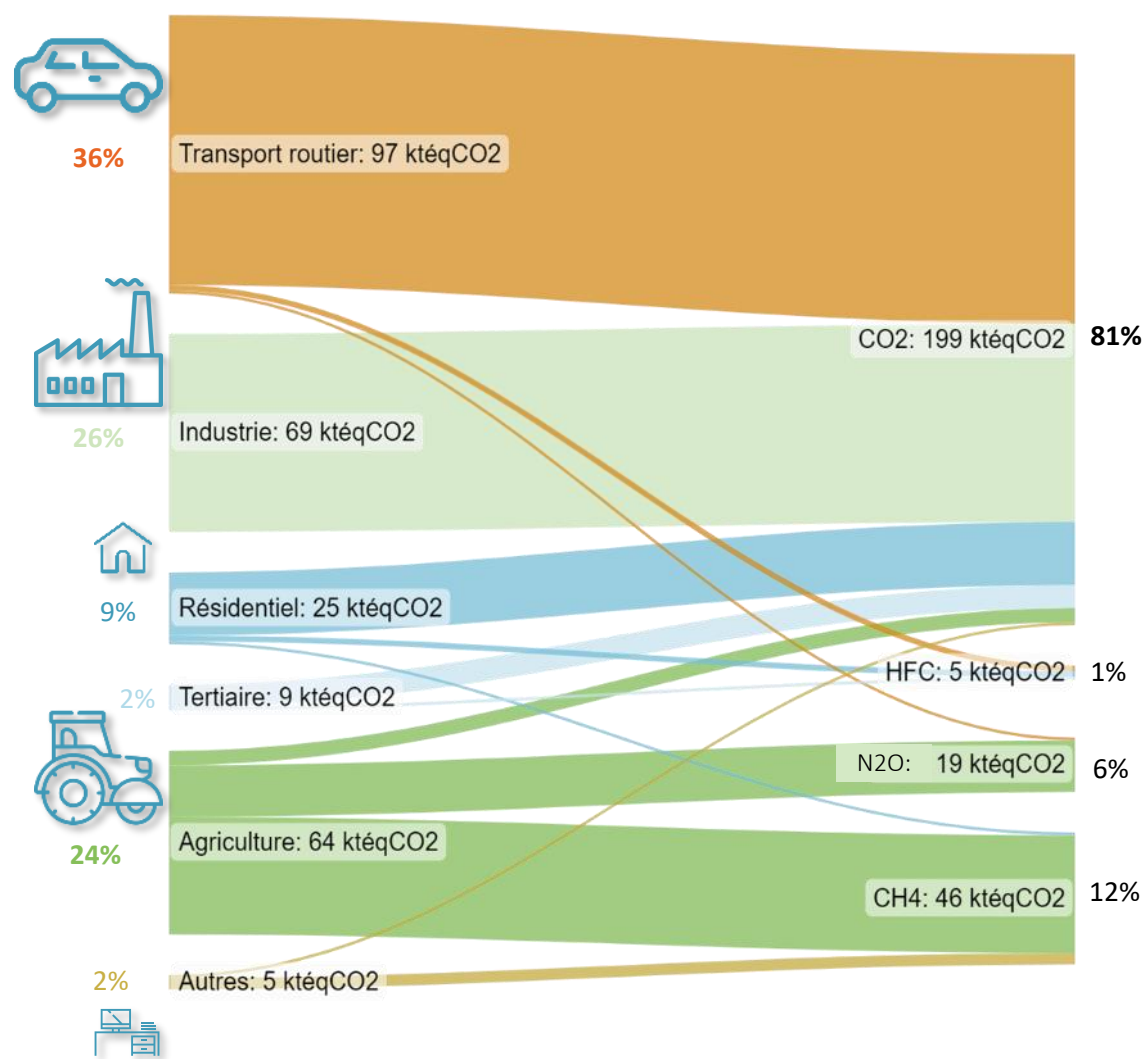 36%
Transport routier: 97 ktéqCO2
CO2: 199 ktéqCO2
81%
26%
Industrie: 69 ktéqCO2
9%
Résidentiel: 25 ktéqCO2
2%
Tertiaire: 9 ktéqCO2
HFC: 5 ktéqCO2
1%
N2O: 19 ktéqCO2
6%
24%
Agriculture: 64 ktéqCO2
CH4: 46 ktéqCO2
12%
2%
Autres: 5 ktéqCO2